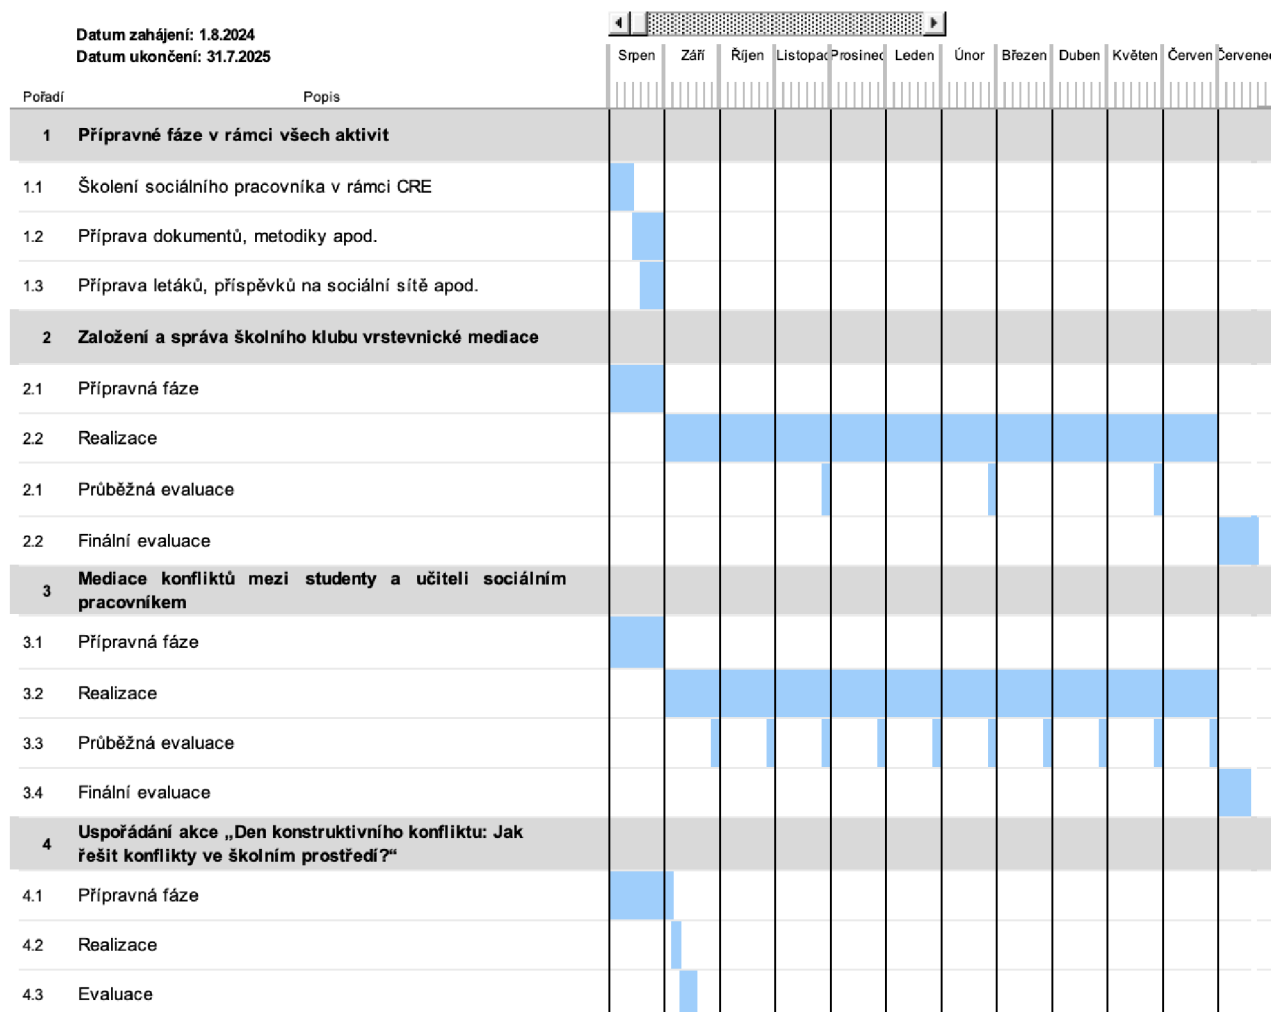 Datum zahájení: 1.8.2024
Datum ukončení: 31.7.2025
Srpen Září Říjen Listopad Prosinec Leden Únor Březen Duben Květen Červen Červenec
Pořadí Popis
1 Přípravné fáze v rámci všech aktivit
1.1 Školení sociálního pracovníka v rámci CRE
1.2 Příprava dokumentů, metodiky apod.
1.3 Příprava letáků, příspěvků na sociální sítě apod.
2 Založení a správa školního klubu vrstevnické mediace
2.1 Přípravná fáze
2.2 Realizace
2.1 Průběžná evaluace
2.2 Finální evaluace
3 Mediace konfliktů mezi studenty a učiteli sociálním
pracovníkem
3.1 Přípravná fáze
3.2 Realizace
3.3 Průběžná evaluace
3.4 Finální evaluace
4 Uspořádání akce „Den konstruktivního konfliktu: Jak
řešit konflikty ve školním prostředí?“
4.1 Přípravná fáze
4.2 Realizace
4.3 Evaluace